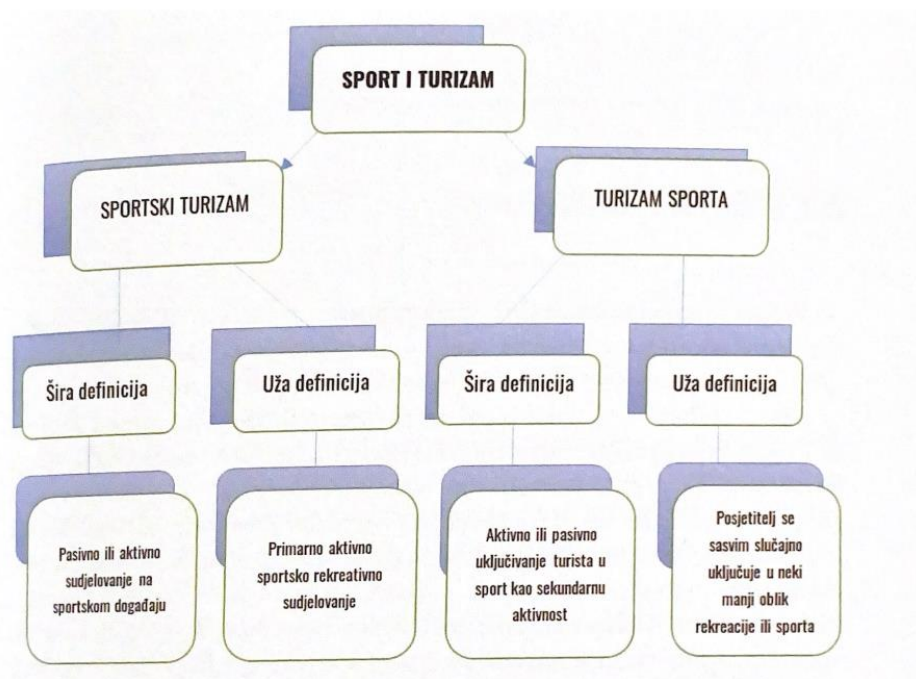 SPORT I TURIZAM
SPORTSKI TURIZAM
TURIZAM SPORTA
Šira definicija
Uža definicija
Šira definicija
Uža definicija
Pasivno ili aktivno
sudjelovanje na
sportskom događaju
Primarno aktivno
sportsko rekreativno
sudjelovanje
Aktivno ili pasivno
uključivanje turista u
sport kao sekundarnu
aktivnost
Posjetitelj se
sasvim slučajno
uključuje u neki
manji oblik
rekreacije ili sporta